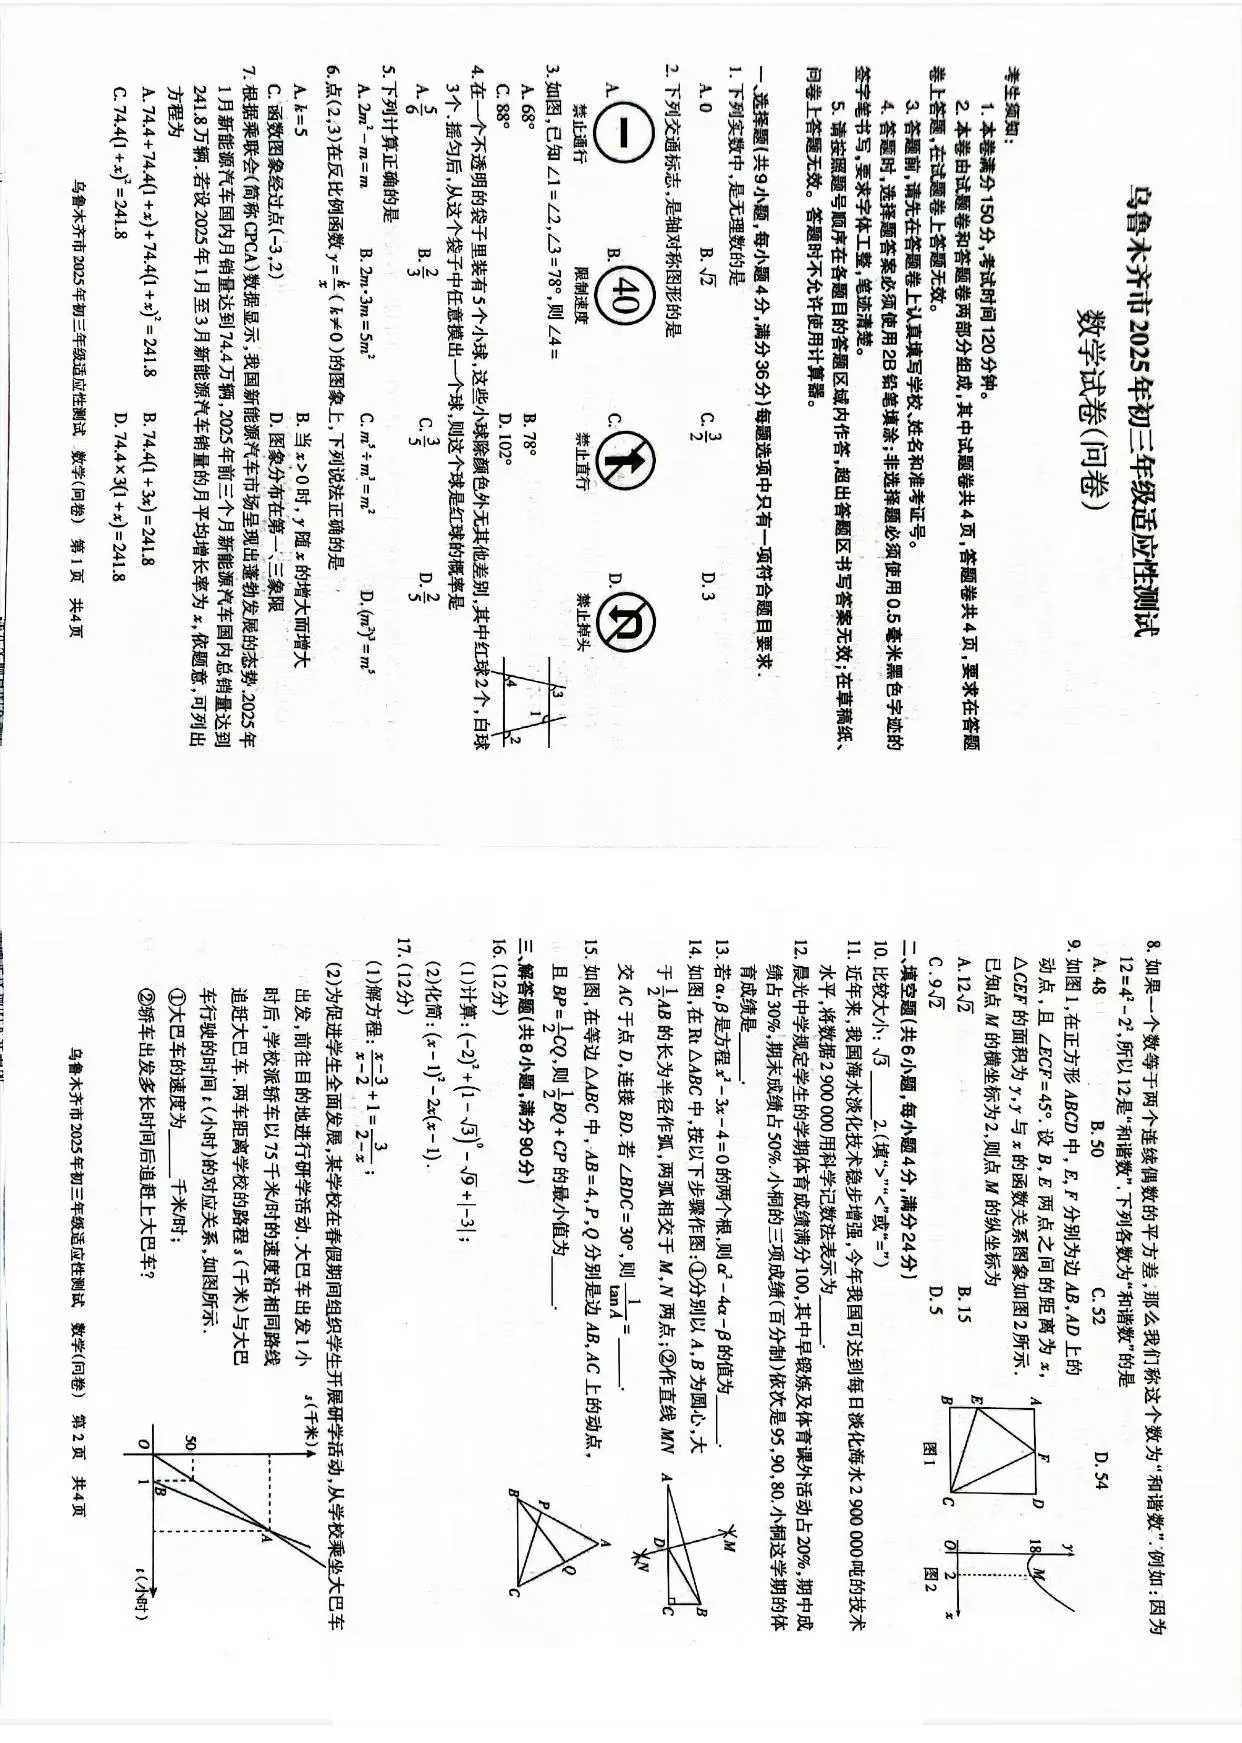 乌鲁木齐市2025年初三年级适应性测试
数学试卷(问卷)
考生须知:
1. 本卷满分150分,考试时间120分钟。
2. 本卷由试题卷和答题卷两部分组成,其中试题卷共4页,答题卷共4页,要求在答题
卷上答题,在试题卷上答题无效。
3. 答题前,请先在答题卷上认真填写学校、姓名和准考证号。
4. 答题时,选择题答案必须使用2B铅笔填涂;非选择题必须使用0.5毫米黑色字迹的
签字笔书写,要求字体工整,笔迹清楚。
5. 请按照题号顺序在各题目的答题区域内作答,超出答题区书写答案无效;在草稿纸、
问卷上答题无效。答题时不允许使用计算器。
一、选择题(共9小题,每小题4分,满分36分)每题选项中只有一项符合题目要求.
1. 下列实数中,是无理数的是
A. 0 B. √2 C. 3/2 D. 3
2. 下列交通标志,是轴对称图形的是
A. B. 40 C. D.
禁止通行 限制速度 禁止直行 禁止掉头
3. 如图,已知∠1=∠2,∠3=78°,则∠4=
A. 68° B. 78°
C. 88° D. 102°
3 1 4 2
4. 在一个不透明的袋子里装有5个小球,这些小球除颜色外无其他差别,其中红球2个,白球
3个.摇匀后,从这个袋子中任意摸出一个球,则这个球是红球的概率是
A. 5/6 B. 2/3 C. 3/5 D. 2/5
5. 下列计算正确的是
A. 2m²−m=m B. 2m·3m=5m² C. m⁵÷m³=m² D. (m²)³=m⁵
6. 点(2,3)在反比例函数y=k/x(k≠0)的图象上,下列说法正确的是
A. k=5 B. 当x>0时,y随x的增大而增大
C. 函数图象经过点(−3,2) D. 图象分布在第一、三象限
7. 根据乘联会(简称CPCA)数据显示,我国新能源汽车市场呈现出蓬勃发展的态势.2025年
1月新能源汽车国内月销量达到74.4万辆,2025年前三个月新能源汽车国内总销量达到
241.8万辆.若设2025年1月至3月新能源汽车销量的月平均增长率为x,依题意,可列出
方程为
A. 74.4+74.4(1+x)+74.4(1+x)²=241.8 B. 74.4(1+3x)=241.8
C. 74.4(1+x)²=241.8 D. 74.4×3(1+x)=241.8
乌鲁木齐市2025年初三年级适应性测试 数学(问卷) 第1页 共4页
8. 如果一个数等于两个连续偶数的平方差,那么我们称这个数为“和谐数”.例如:因为
12=4²−2²,所以12是“和谐数”.下列各数为“和谐数”的是
A. 48 B. 50 C. 52 D. 54
9. 如图1,在正方形ABCD中,E,F分别为边AB,AD上的
动点,且∠ECF=45°.设B,E两点之间的距离为x,
△CEF的面积为y,y与x的函数关系图象如图2所示.
已知点M的横坐标为2,则点M的纵坐标为
A. 12√2 B. 15
C. 9√2 D. 5
A F D E B C 图1
y 18 M O 2 x 图2
二、填空题(共6小题,每小题4分,满分24分)
10. 比较大小:√3____2.(填“>”“<”或“=”)
11. 近年来,我国海水淡化技术稳步增强,今年我国可达到每日淡化海水2 900 000吨的技术
水平,将数据2 900 000用科学记数法表示为____.
12. 晨光中学规定学生的学期体育成绩满分100,其中早锻炼及体育课外活动占20%,期中成
绩占30%,期末成绩占50%.小桐的三项成绩(百分制)依次是95,90,80.小桐这学期的体
育成绩是____.
13. 若α,β是方程x²−3x−4=0的两个根,则α²−4α−β的值为____.
14. 如图,在Rt△ABC中,按以下步骤作图:①分别以A,B为圆心,大
于1/2AB的长为半径作弧,两弧相交于M,N两点;②作直线MN
交AC于点D,连接BD.若∠BDC=30°,则1/tanA=____.
A M B D N C
15. 如图,在等边△ABC中,AB=4,P,Q分别是边AB,AC上的动点,
且BP=1/2CQ,则1/2BQ+CP的最小值为____.
A P Q B C
三、解答题(共8小题,满分90分)
16. (12分)
(1)计算:(−2)²+(1−√3)⁰−√9+|−3|;
(2)化简:(x−1)²−2x(x−1).
17. (12分)
(1)解方程:(x−3)/(x−2)+1=3/(2−x);
(2)为促进学生全面发展,某学校在春假期间组织学生开展研学活动,从学校乘坐大巴车
出发,前往目的地进行研学活动.大巴车出发1小
时后,学校派轿车以75千米/时的速度沿相同路线
追赶大巴车.两车距离学校的路程s(千米)与大巴
车行驶的时间t(小时)的对应关系,如图所示.
①大巴车的速度为____千米/时;
②轿车出发多长时间后追赶上大巴车?
s(千米) A 50 B O 1 t(小时)
乌鲁木齐市2025年初三年级适应性测试 数学(问卷) 第2页 共4页